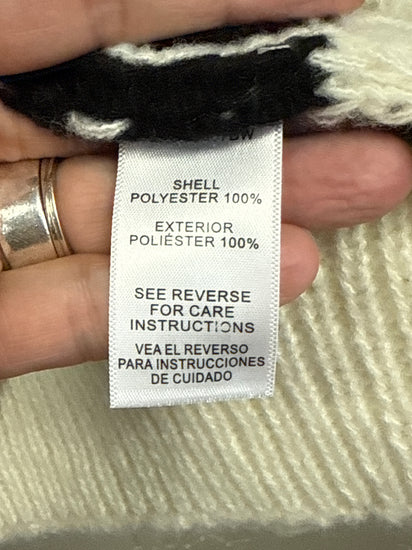 SHELL
POLYESTER 100%
EXTERIOR
POLIÉSTER 100%
SEE REVERSE
FOR CARE
INSTRUCTIONS
VEA EL REVERSO
PARA INSTRUCCIONES
DE CUIDADO